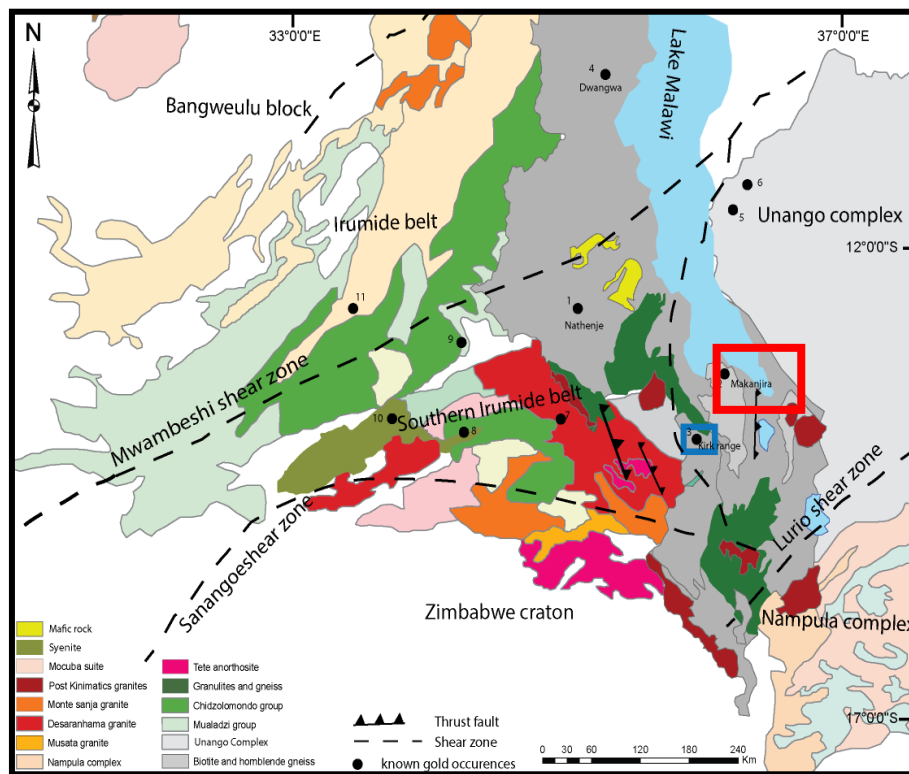 N
33°0'0"E
37°0'0"E
Lake Malawi
4
Dwangwa
Bangweulu block
6
5
Unango complex
Irumide belt
12°0'0"S
11
1
Nathenje
9
Mwambeshi shear zone
2
Makanjira
Southern Irumide belt
10
8
7
3
Kirk range
Sanangoeshear zone
Lurio shear zone
Zimbabwe craton
Nampula complex
17°0'0"S
Mafic rock
Syenite
Mocuba suite
Post Kinimatics granites
Monte sanja granite
Desaranhama granite
Musata granite
Nampula complex
Tete anorthosite
Granulites and gneiss
Chidzolomondo group
Mualadzi group
Unango Complex
Biotite and homblende gneiss
Thrust fault
Shear zone
known gold occurences
0 15 30 60 90 120 180 240
Km